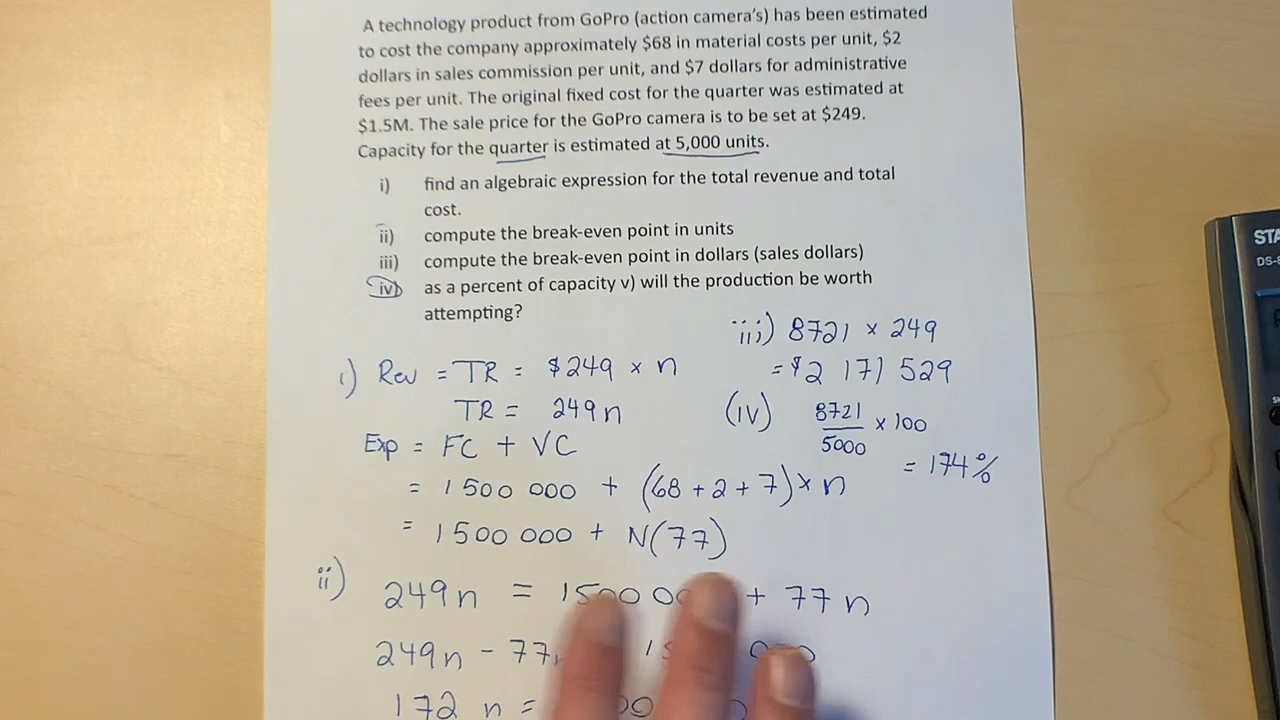 A technology product from GoPro (action camera's) has been estimated
to cost the company approximately $68 in material costs per unit, $2
dollars in sales commission per unit, and $7 dollars for administrative
fees per unit. The original fixed cost for the quarter was estimated at
$1.5M. The sale price for the GoPro camera is to be set at $249.
Capacity for the quarter is estimated at 5,000 units.
i) find an algebraic expression for the total revenue and total
cost.
ii) compute the break-even point in units
iii) compute the break-even point in dollars (sales dollars)
iv) as a percent of capacity v) will the production be worth
attempting?
i) Rev = TR = $249 × n
TR = 249n
Exp = FC + VC
= 1 500 000 + (68 + 2 + 7) × n
= 1 500 000 + N(77)
iii) 8721 × 249
= $2 171 529
(iv) 8721
5000
× 100
= 174%
ii) 249n = 1500 + 77n
249n - 77
172 n =
STA
DS-8